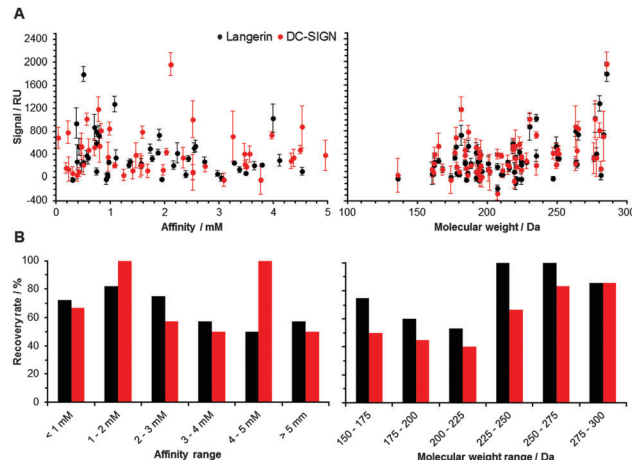 A
Langerin DC-SIGN
Signal / RU
2400
2000
1600
1200
800
400
0
-400
0 1 2 3 4 5
Affinity / mM
100 150 200 250 300
Molecular weight / Da
B
Recovery rate / %
100
80
60
40
20
0
< 1 mM
1 - 2 mM
2 - 3 mM
3 - 4 mM
4 - 5 mM
> 5 mm
Affinity range
150 - 175
175 - 200
200 - 225
225 - 250
250 - 275
275 - 300
Molecular weight range / Da